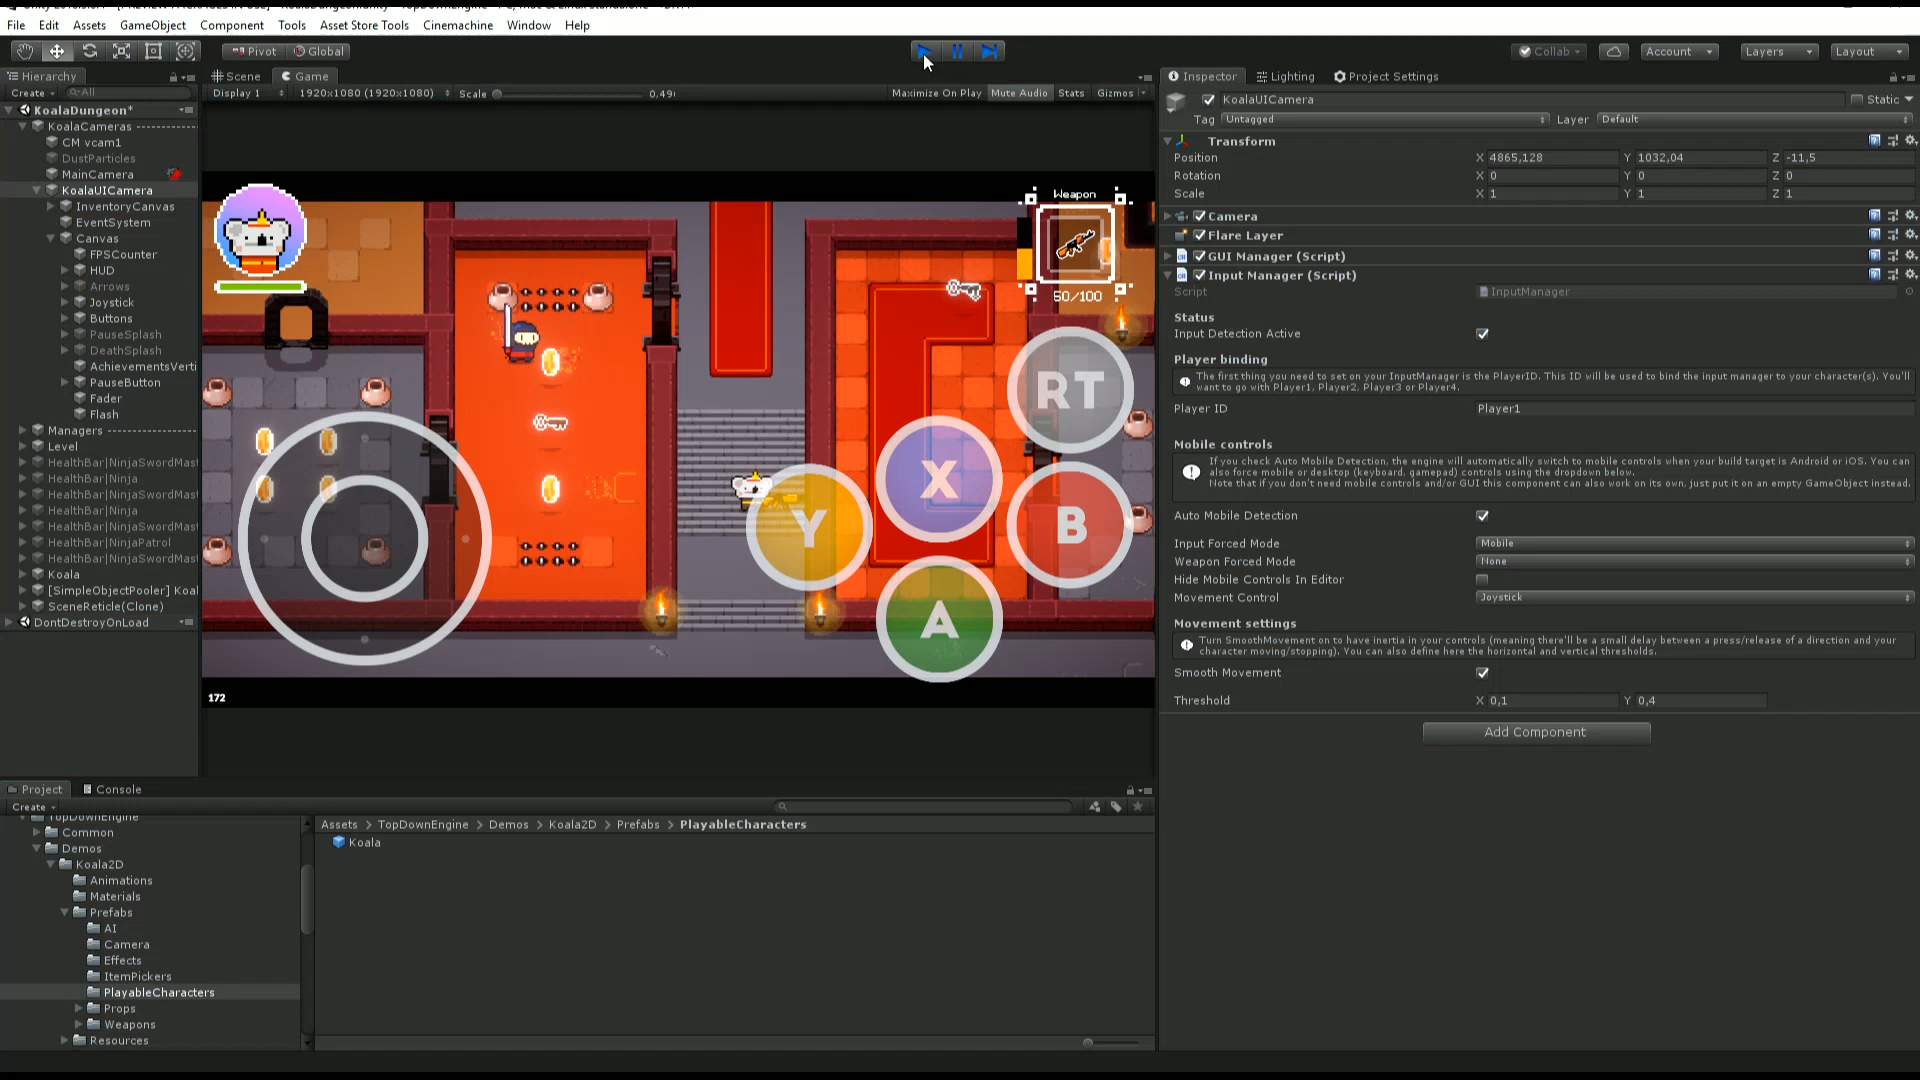 File Edit Assets GameObject Component Tools Asset Store Tools Cinemachine Window Help
Pivot Global Collab Account Layers Layout
Hierarchy
Create All
KoalaDungeon*
KoalaCameras ------------
CM vcam1
DustParticles
MainCamera
KoalaUICamera
InventoryCanvas
EventSystem
Canvas
FPSCounter
HUD
Arrows
Joystick
Buttons
PauseSplash
DeathSplash
AchievementsVerti
PauseButton
Fader
Flash
Managers ------------------
Level
HealthBar|NinjaSwordMast
HealthBar|Ninja
HealthBar|NinjaSwordMast
HealthBar|Ninja
HealthBar|NinjaSwordMast
HealthBar|NinjaPatrol
HealthBar|NinjaSwordMast
Koala
[SimpleObjectPooler] Koal
SceneReticle(Clone)
DontDestroyOnLoad
Scene Game
Display 1 1920x1080 (1920x1080) Scale 0,49 Maximize On Play Mute Audio Stats Gizmos
Weapon
50/100
RT
X
Y
B
A
172
Inspector Lighting Project Settings
KoalaUICamera Static
Tag Untagged Layer Default
Transform
Position X 4865,128 Y 1032,04 Z -11,5
Rotation X 0 Y 0 Z 0
Scale X 1 Y 1 Z 1
Camera
Flare Layer
GUI Manager (Script)
Input Manager (Script)
Script InputManager
Status
Input Detection Active
Player binding
The first thing you need to set on your InputManager is the PlayerID. This ID will be used to bind the input manager to your character(s). You'll
want to go with Player1, Player2, Player3 or Player4.
Player ID Player1
Mobile controls
If you check Auto Mobile Detection, the engine will automatically switch to mobile controls when your build target is Android or iOS. You can
also force mobile or desktop (keyboard, gamepad) controls using the dropdown below.
Note that if you don't need mobile controls and/or GUI this component can also work on its own, just put it on an empty GameObject instead.
Auto Mobile Detection
Input Forced Mode Mobile
Weapon Forced Mode None
Hide Mobile Controls In Editor
Movement Control Joystick
Movement settings
Turn SmoothMovement on to have inertia in your controls (meaning there'll be a small delay between a press/release of a direction and your
character moving/stopping). You can also define here the horizontal and vertical thresholds.
Smooth Movement
Threshold X 0,1 Y 0,4
Add Component
Project Console
Create
TopDownEngine
Common
Demos
Koala2D
Animations
Materials
Prefabs
AI
Camera
Effects
ItemPickers
PlayableCharacters
Props
Weapons
Resources
Assets > TopDownEngine > Demos > Koala2D > Prefabs > PlayableCharacters
Koala